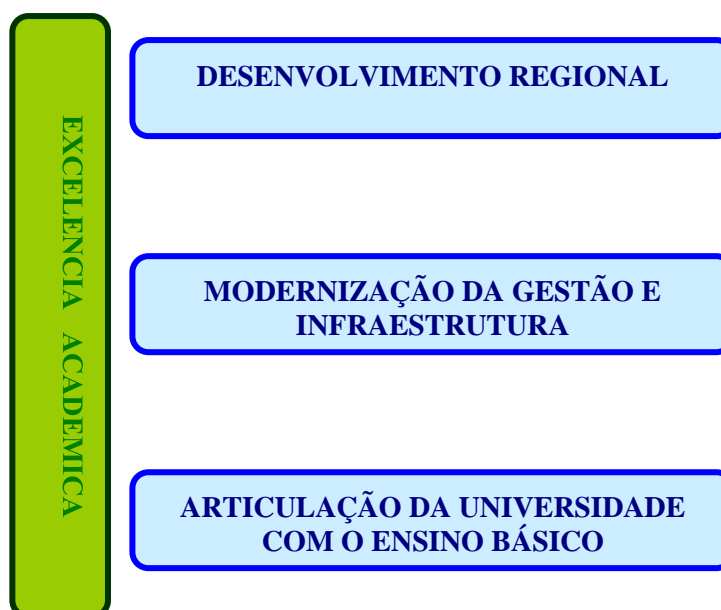 EXCELENCIA ACADEMICA
DESENVOLVIMENTO REGIONAL
MODERNIZAÇÃO DA GESTÃO E
INFRAESTRUTURA
ARTICULAÇÃO DA UNIVERSIDADE
COM O ENSINO BÁSICO